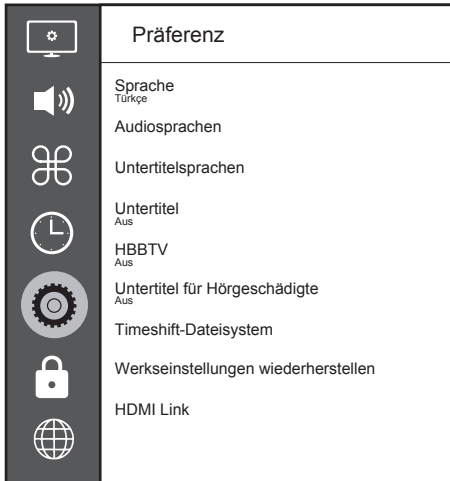 Präferenz
Sprache
Türkçe
Audiosprachen
Untertitelsprachen
Untertitel
Aus
HBBTV
Aus
Untertitel für Hörgeschädigte
Aus
Timeshift-Dateisystem
Werkseinstellungen wiederherstellen
HDMI Link